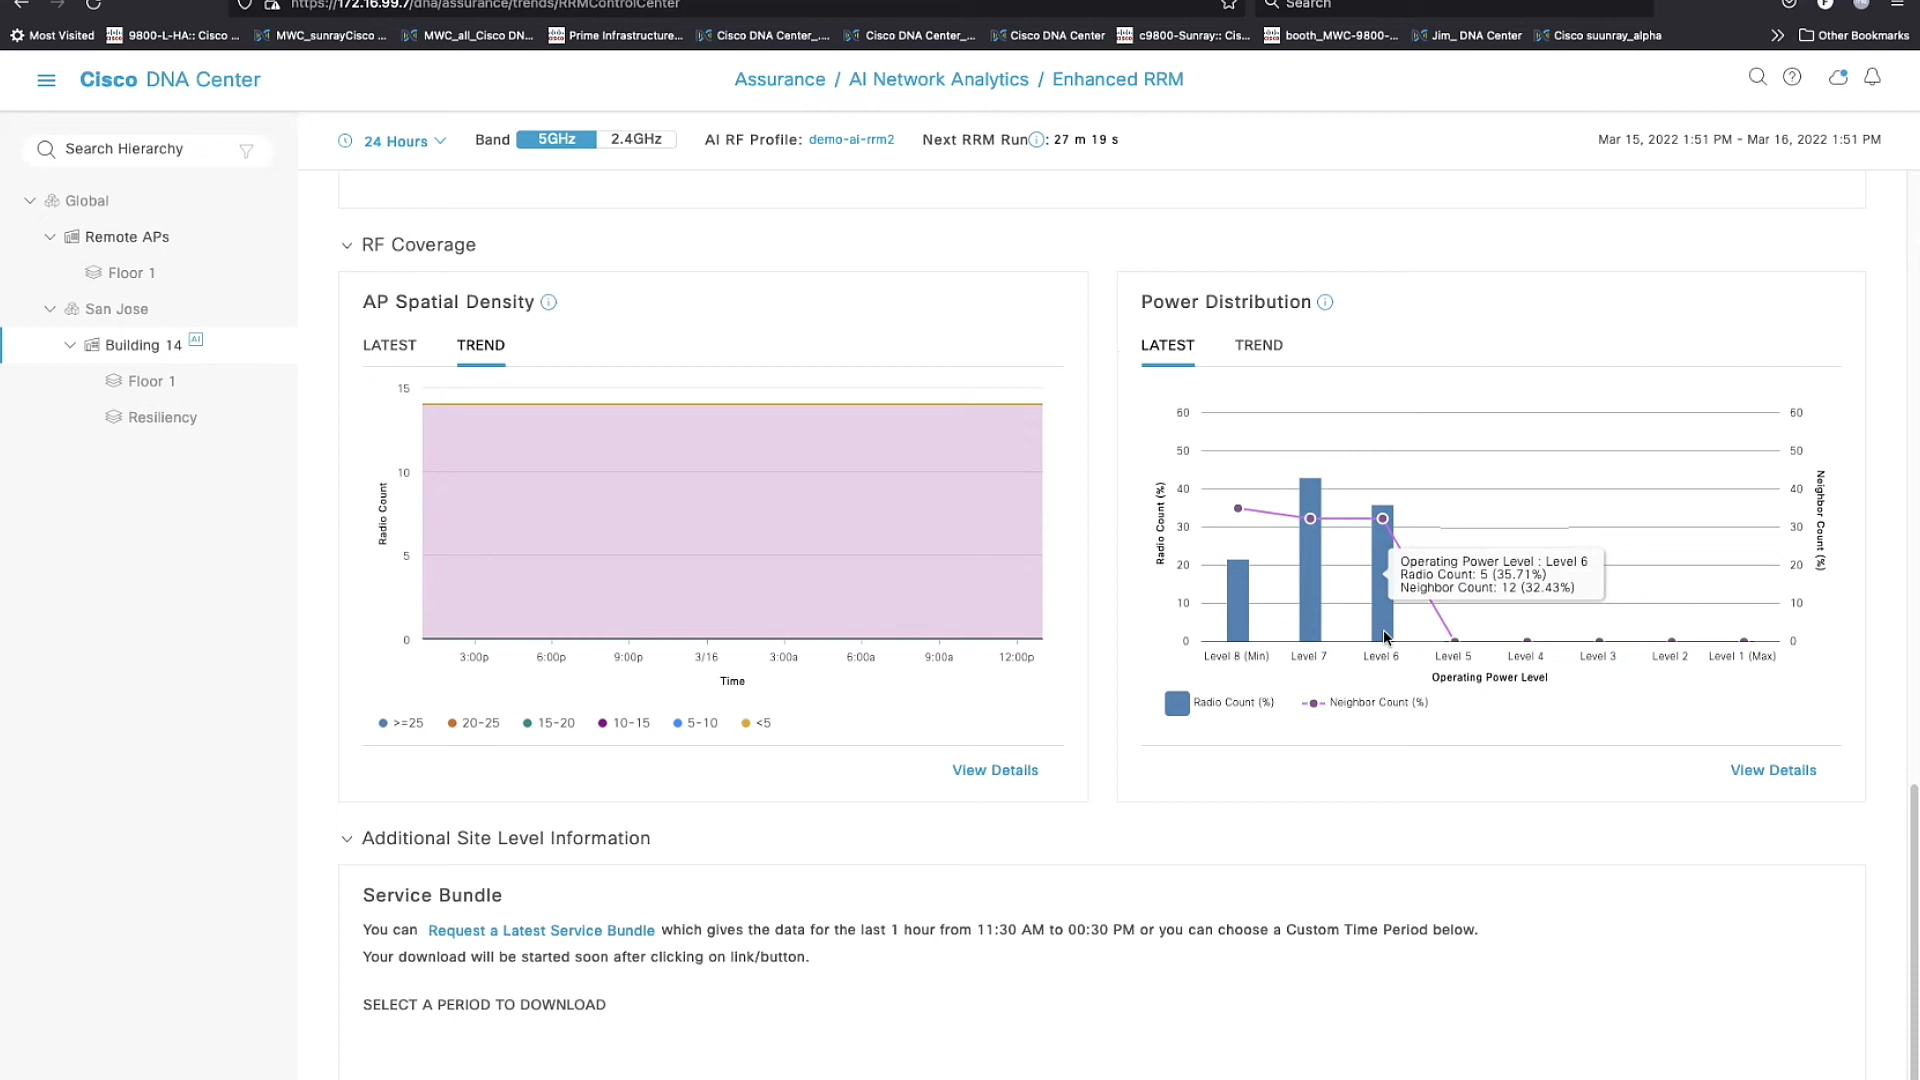 https://172.16.99.7/dna/assurance/trends/RRMControlCenter
Search
Most Visited
9800-L-HA:: Cisco ...
MWC_sunrayCisco ...
MWC_all_Cisco DN...
Prime Infrastructure...
Cisco DNA Center_...
Cisco DNA Center_...
Cisco DNA Center
c9800-Sunray:: Cis...
booth_MWC-9800-...
Jim_ DNA Center
Cisco suunray_alpha
Other Bookmarks
Cisco DNA Center
Assurance / AI Network Analytics / Enhanced RRM
Search Hierarchy
Global
Remote APs
Floor 1
San Jose
Building 14 AI
Floor 1
Resiliency
24 Hours
Band 5GHz 2.4GHz
AI RF Profile: demo-ai-rrm2
Next RRM Run : 27 m 19 s
Mar 15, 2022 1:51 PM - Mar 16, 2022 1:51 PM
RF Coverage
AP Spatial Density
LATEST TREND
15
10
5
0
Radio Count
3:00p 6:00p 9:00p 3/16 3:00a 6:00a 9:00a 12:00p
Time
>=25 20-25 15-20 10-15 5-10 <5
View Details
Power Distribution
LATEST TREND
60 60
50 50
40 40
30 30
20 20
10 10
0 0
Radio Count (%)
Neighbor Count (%)
Operating Power Level : Level 6
Radio Count: 5 (35.71%)
Neighbor Count: 12 (32.43%)
Level 8 (Min) Level 7 Level 6 Level 5 Level 4 Level 3 Level 2 Level 1 (Max)
Operating Power Level
Radio Count (%) Neighbor Count (%)
View Details
Additional Site Level Information
Service Bundle
You can Request a Latest Service Bundle which gives the data for the last 1 hour from 11:30 AM to 00:30 PM or you can choose a Custom Time Period below.
Your download will be started soon after clicking on link/button.
SELECT A PERIOD TO DOWNLOAD